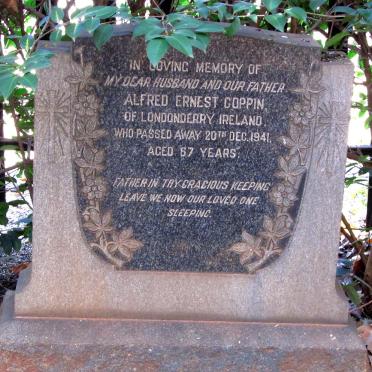 IN LOVING MEMORY OF
MY DEAR HUSBAND AND OUR FATHER
ALFRED ERNEST COPPIN,
OF LONDONDERRY IRELAND,
WHO PASSED AWAY 20TH DEC. 1941.
AGED 67 YEARS.
FATHER IN THY GRACIOUS KEEPING
LEAVE WE NOW OUR LOVED ONE
SLEEPING.